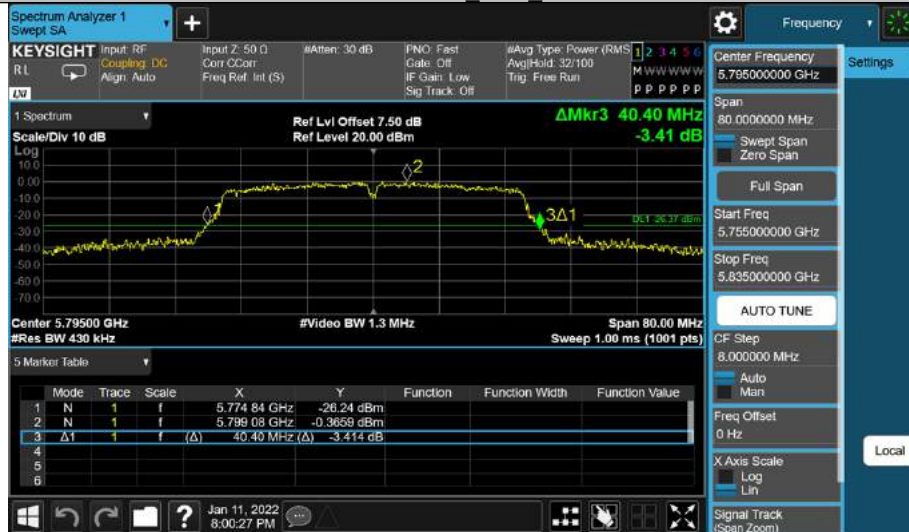 Spectrum Analyzer 1
Swept SA
+
Frequency
KEYSIGHT
RL
LXI
Input: RF
Coupling: DC
Align: Auto
Input Z: 50 Ω
Corr CCorr
Freq Ref: Int (S)
#Atten: 30 dB
PNO: Fast
Gate: Off
IF Gain: Low
Sig Track: Off
#Avg Type: Power (RMS
Avg|Hold: 32/100
Trig: Free Run
1 2 3 4 5 6
M W W W W W
P P P P P P
1 Spectrum
Scale/Div 10 dB
Ref Lvl Offset 7.50 dB
Ref Level 20.00 dBm
ΔMkr3 40.40 MHz
-3.41 dB
Log
10.0
0.00
-10.0
-20.0
-30.0
-40.0
-50.0
-60.0
-70.0
1
2
3Δ1
DL1 -26.37 dBm
Center 5.79500 GHz
#Res BW 430 kHz
#Video BW 1.3 MHz
Span 80.00 MHz
Sweep 1.00 ms (1001 pts)
5 Marker Table
Mode Trace Scale X Y Function Function Width Function Value
1 N 1 f 5.774 84 GHz -26.24 dBm
2 N 1 f 5.799 08 GHz -0.3659 dBm
3 Δ1 1 f (Δ) 40.40 MHz (Δ) -3.414 dB
4
5
6
?
Jan 11, 2022
8:00:27 PM
Center Frequency
5.795000000 GHz
Settings
Span
80.0000000 MHz
Swept Span
Zero Span
Full Span
Start Freq
5.755000000 GHz
Stop Freq
5.835000000 GHz
AUTO TUNE
CF Step
8.000000 MHz
Auto
Man
Freq Offset
0 Hz
X Axis Scale
Log
Lin
Local
Signal Track
(Span Zoom)